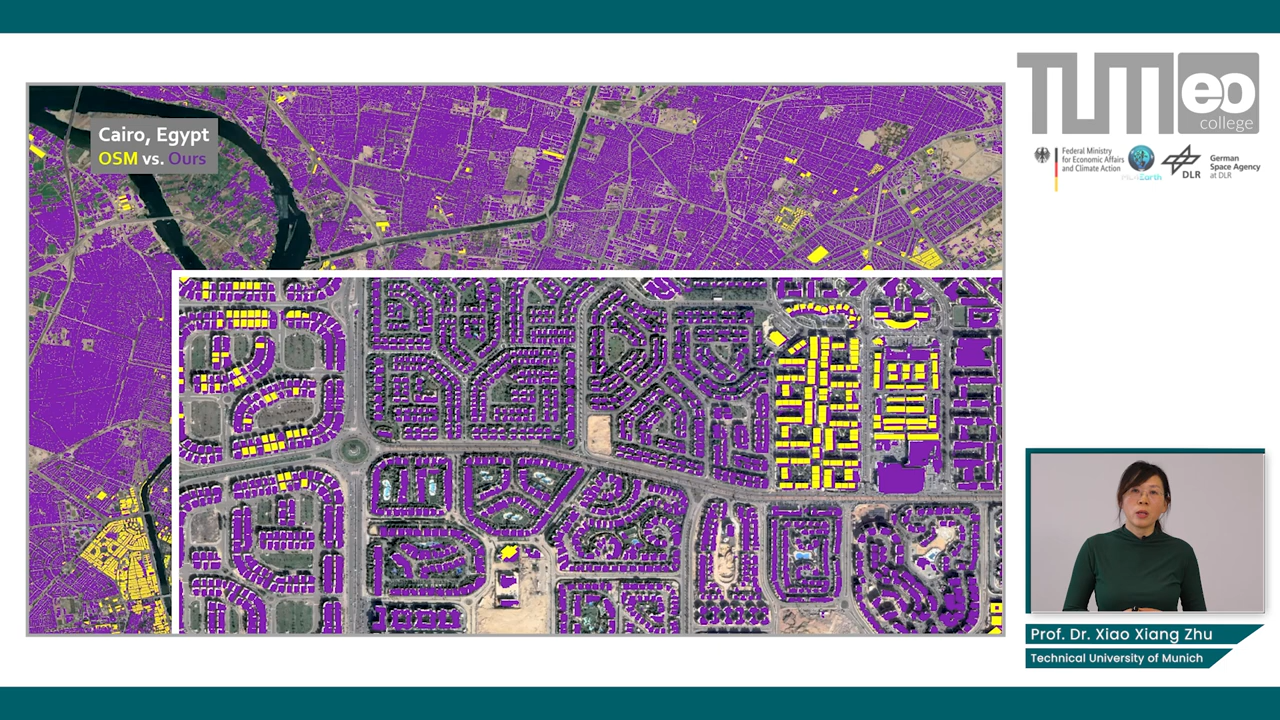 Cairo, Egypt
OSM vs. Ours
TUM eo
college
Federal Ministry
for Economic Affairs
and Climate Action
ML4Earth
DLR
German
Space Agency
at DLR
Prof. Dr. Xiao Xiang Zhu
Technical University of Munich